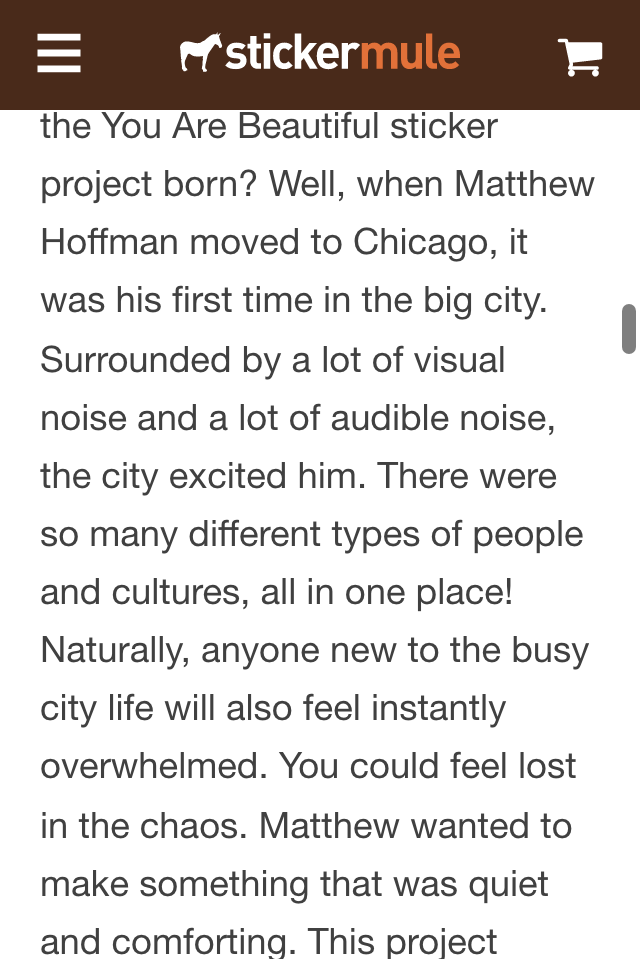 stickermule
the You Are Beautiful sticker
project born? Well, when Matthew
Hoffman moved to Chicago, it
was his first time in the big city.
Surrounded by a lot of visual
noise and a lot of audible noise,
the city excited him. There were
so many different types of people
and cultures, all in one place!
Naturally, anyone new to the busy
city life will also feel instantly
overwhelmed. You could feel lost
in the chaos. Matthew wanted to
make something that was quiet
and comforting. This project